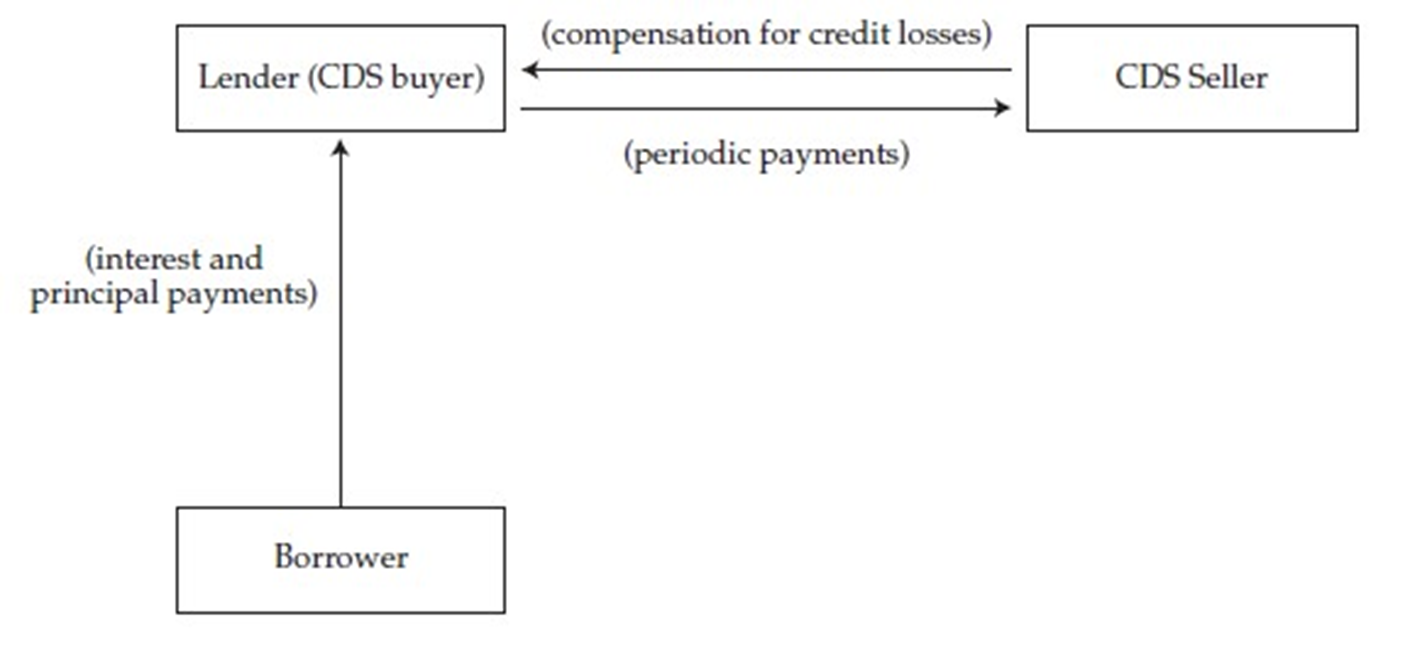 (compensation for credit losses)
Lender (CDS buyer)
CDS Seller
(periodic payments)
(interest and
principal payments)
Borrower